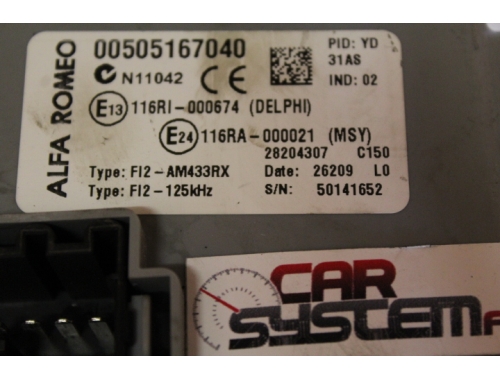 ALFA ROMEO
00505167040
PID: YD
31AS
N11042 CE
IND: 02
E13 116RI-000674 (DELPHI)
E24 116RA-000021 (MSY)
28204307 C150
Type: FI2-AM433RX Date: 26209 L0
Type: FI2-125kHz S/N: 50141652
CAR
SYSTEM